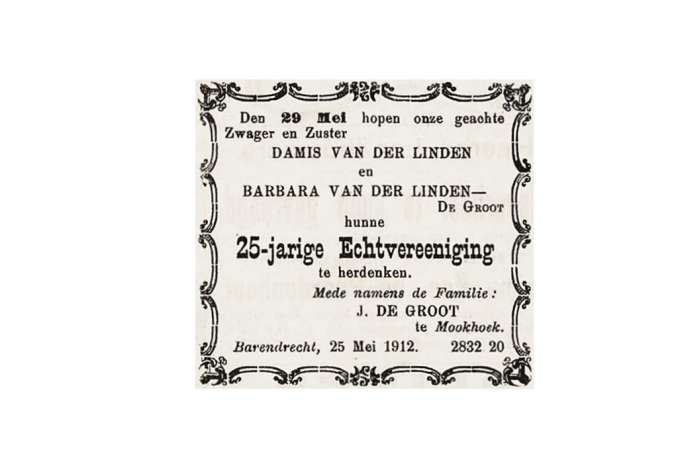 Den 29 Mei hopen onze geachte
Zwager en Zuster
DAMIS VAN DER LINDEN
en
BARBARA VAN DER LINDEN—
DE GROOT
hunne
25-jarige Echtvereeniging
te herdenken.
Mede namens de Familie:
J. DE GROOT
te Mookhoek.
Barendrecht, 25 Mei 1912. 2832 20